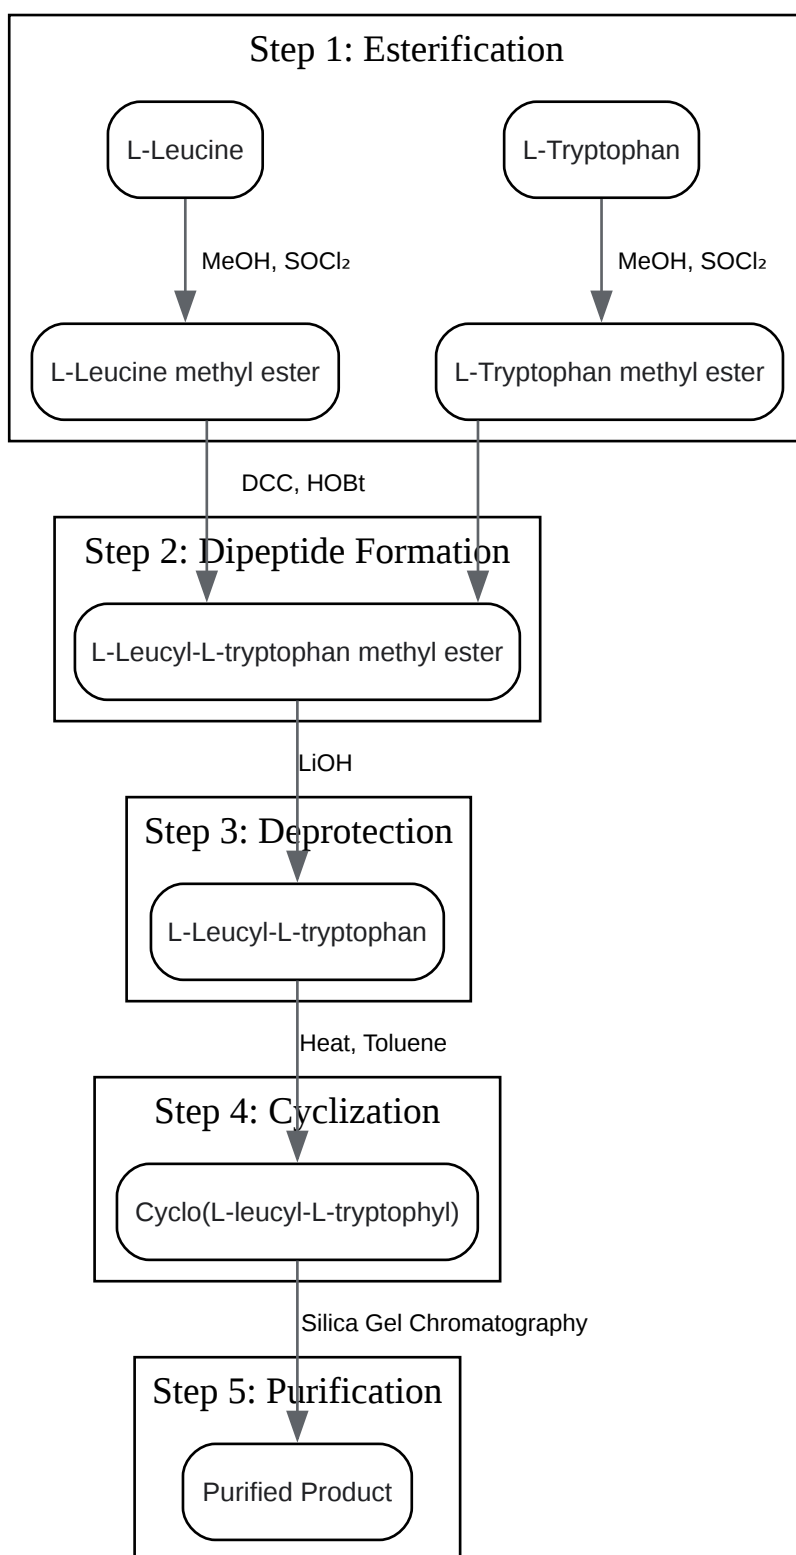 Step 1: Esterification
L-Leucine
L-Tryptophan
MeOH, SOCl₂
MeOH, SOCl₂
L-Leucine methyl ester
L-Tryptophan methyl ester
DCC, HOBt
Step 2: Dipeptide Formation
L-Leucyl-L-tryptophan methyl ester
LiOH
Step 3: Deprotection
L-Leucyl-L-tryptophan
Heat, Toluene
Step 4: Cyclization
Cyclo(L-leucyl-L-tryptophyl)
Silica Gel Chromatography
Step 5: Purification
Purified Product